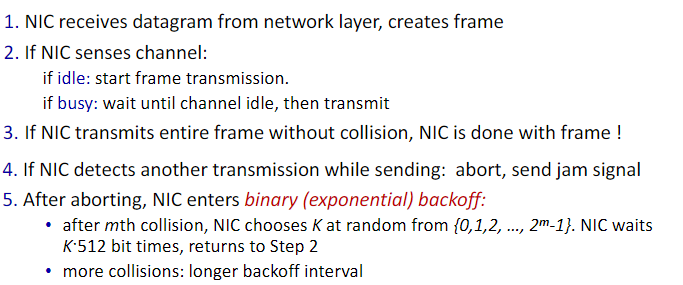 1. NIC receives datagram from network layer, creates frame
2. If NIC senses channel:
if idle: start frame transmission.
if busy: wait until channel idle, then transmit
3. If NIC transmits entire frame without collision, NIC is done with frame !
4. If NIC detects another transmission while sending: abort, send jam signal
5. After aborting, NIC enters binary (exponential) backoff:
• after mth collision, NIC chooses K at random from {0,1,2, …, 2ᵐ-1}. NIC waits
K·512 bit times, returns to Step 2
• more collisions: longer backoff interval